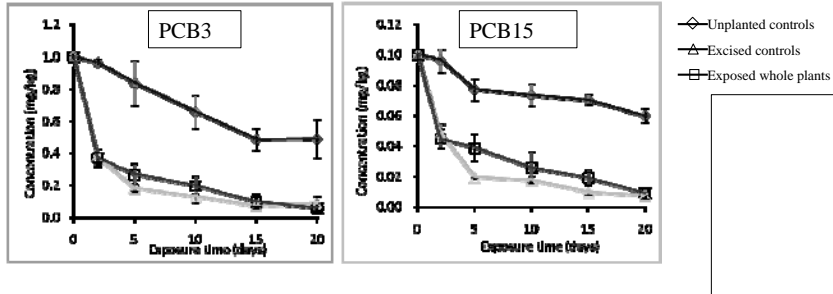 PCB3
1.2
1.0
0.8
0.6
0.4
0.2
0.0
0 5 10 15 20
Concentration (mg/kg)
Exposure time (days)
PCB15
0.12
0.10
0.08
0.06
0.04
0.02
0.00
0 5 10 15 20
Concentration (mg/kg)
Exposure time (days)
Unplanted controls
Excised controls
Exposed whole plants